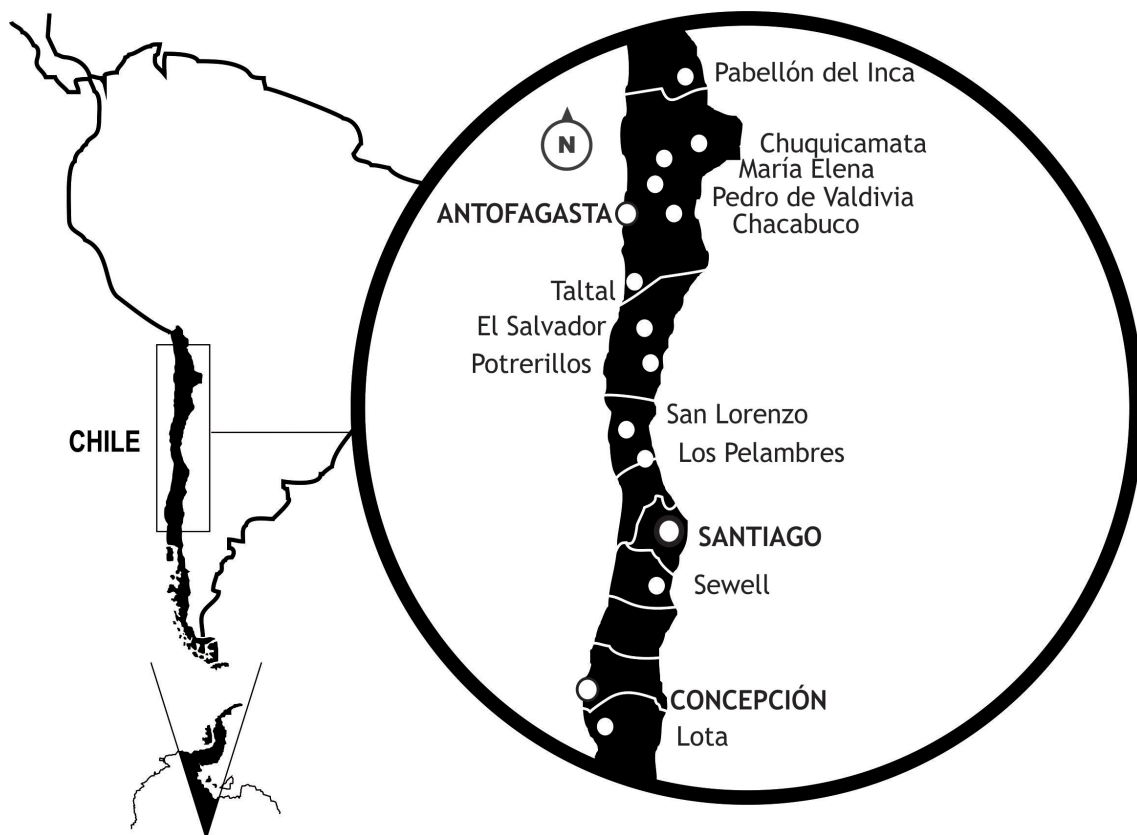 Pabellón del Inca
N
Chuquicamata
María Elena
Pedro de Valdivia
ANTOFAGASTA
Chacabuco
Taltal
El Salvador
Potrerillos
San Lorenzo
CHILE
Los Pelambres
SANTIAGO
Sewell
CONCEPCIÓN
Lota